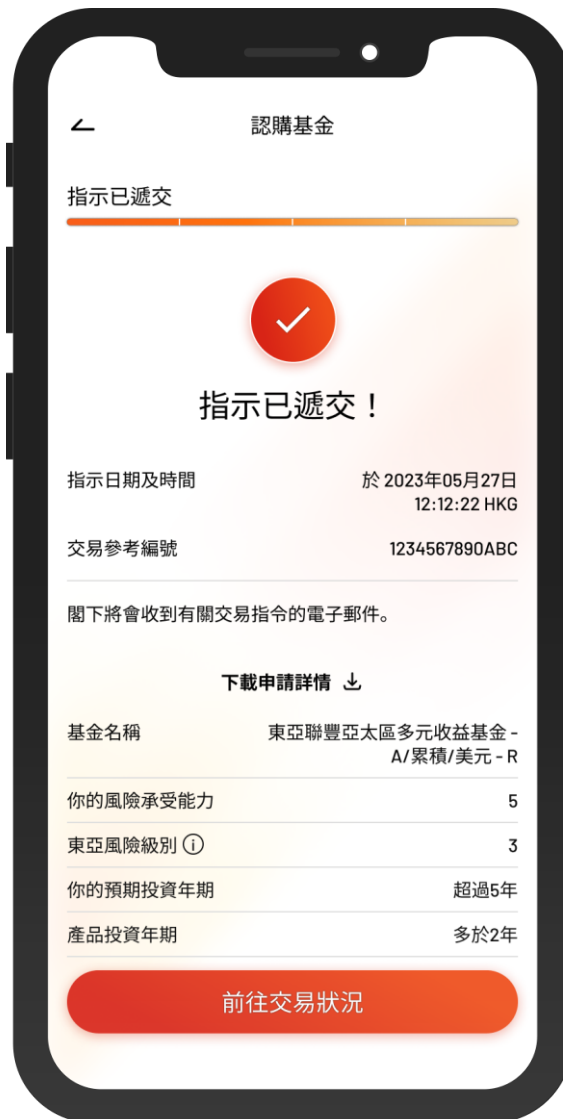 認購基金
指示已遞交
指示已遞交！
指示日期及時間
於 2023年05月27日
12:12:22 HKG
交易參考編號
1234567890ABC
閣下將會收到有關交易指令的電子郵件。
下載申請詳情
基金名稱
東亞聯豐亞太區多元收益基金 -
A/累積/美元 - R
你的風險承受能力
5
東亞風險級別
3
你的預期投資年期
超過5年
產品投資年期
多於2年
前往交易狀況